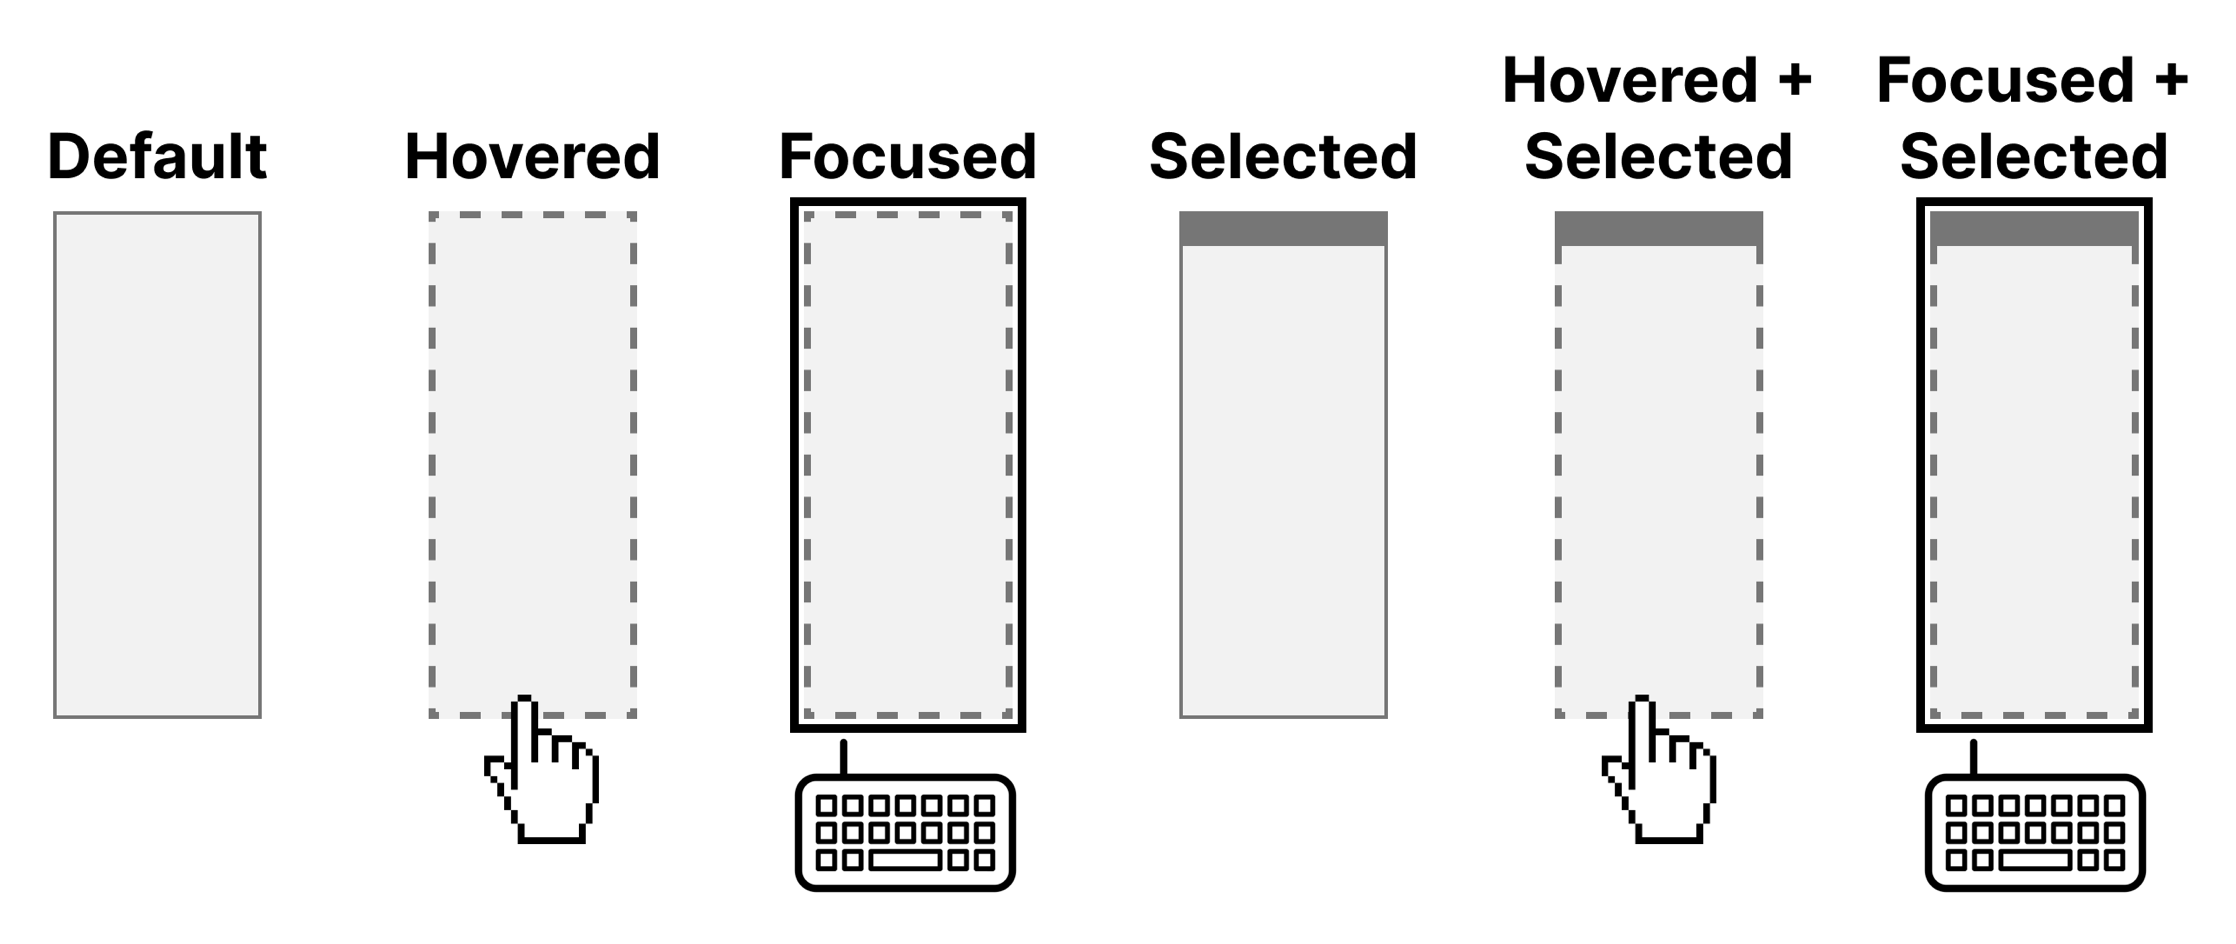 Default
Hovered
Focused
Selected
Hovered +
Selected
Focused +
Selected